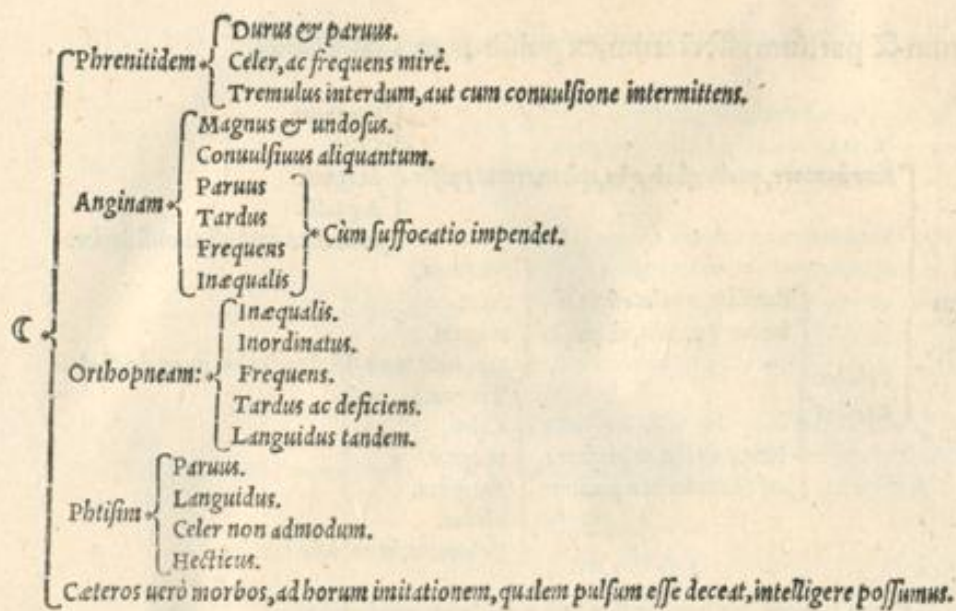 Durus & paruus.
Phrenitidem Celer, ac frequens mirè.
Tremulus interdum, aut cum conuulſione intermittens.
Magnus & undoſus.
Conuulſiuus aliquantum.
Paruus
Anginam Tardus
Cùm ſuffocatio impendet.
Frequens
Inæqualis
☾
Inæqualis.
Inordinatus.
Orthopneam: Frequens.
Tardus ac deficiens.
Languidus tandem.
Paruus.
Languidus.
Phtiſim Celer non admodum.
Hecticus.
Cæteros uerò morbos, ad horum imitationem, qualem pulſum eſſe deceat, intelligere poſſumus.